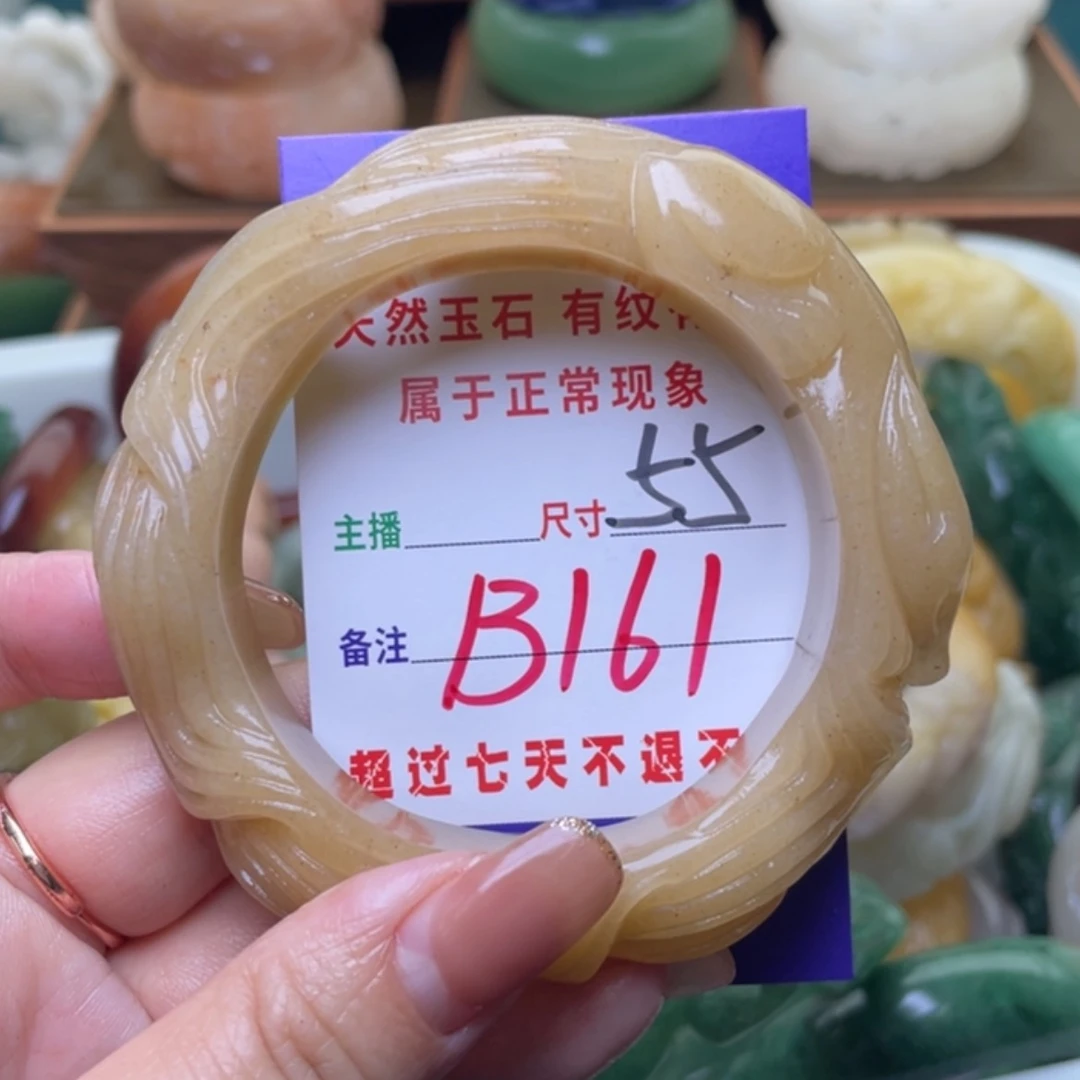 天然玉石 有纹有
属于正常现象
主播 尺寸 55
备注 B161
超过七天不退不